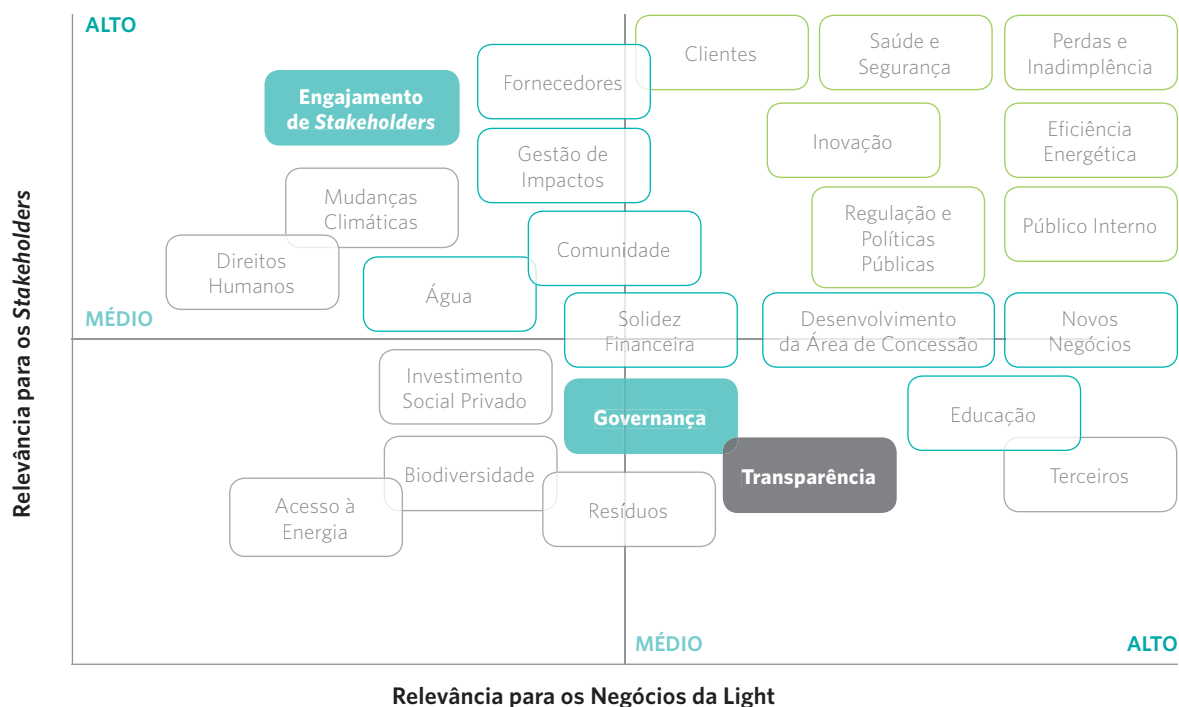 ALTO
Clientes
Saúde e
Segurança
Perdas e
Inadimplência
Fornecedores
Engajamento
de Stakeholders
Inovação
Eficiência
Energética
Gestão de
Impactos
Mudanças
Climáticas
Regulação e
Políticas
Públicas
Público Interno
Comunidade
Direitos
Humanos
Água
MÉDIO
Solidez
Financeira
Desenvolvimento
da Área de Concessão
Novos
Negócios
Investimento
Social Privado
Governança
Educação
Biodiversidade
Transparência
Terceiros
Acesso à
Energia
Resíduos
MÉDIO
ALTO
Relevância para os Stakeholders
Relevância para os Negócios da Light